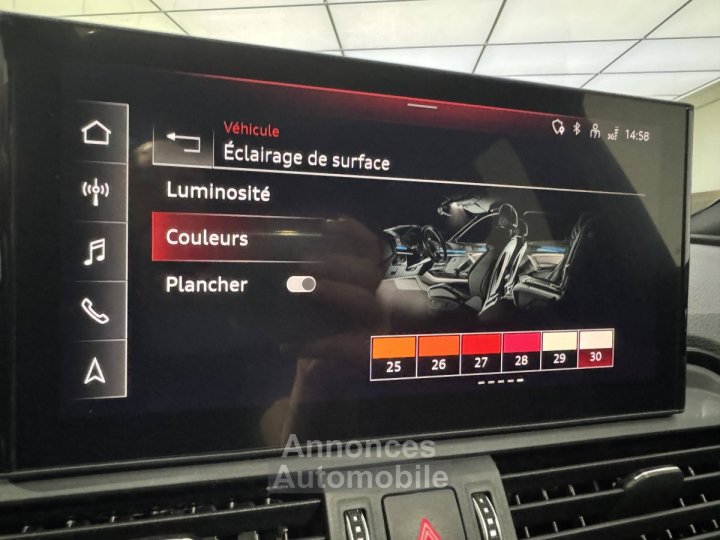 Véhicule
Éclairage de surface
14:58
Luminosité
Couleurs
Plancher
25 26 27 28 29 30
Annonces
Automobile